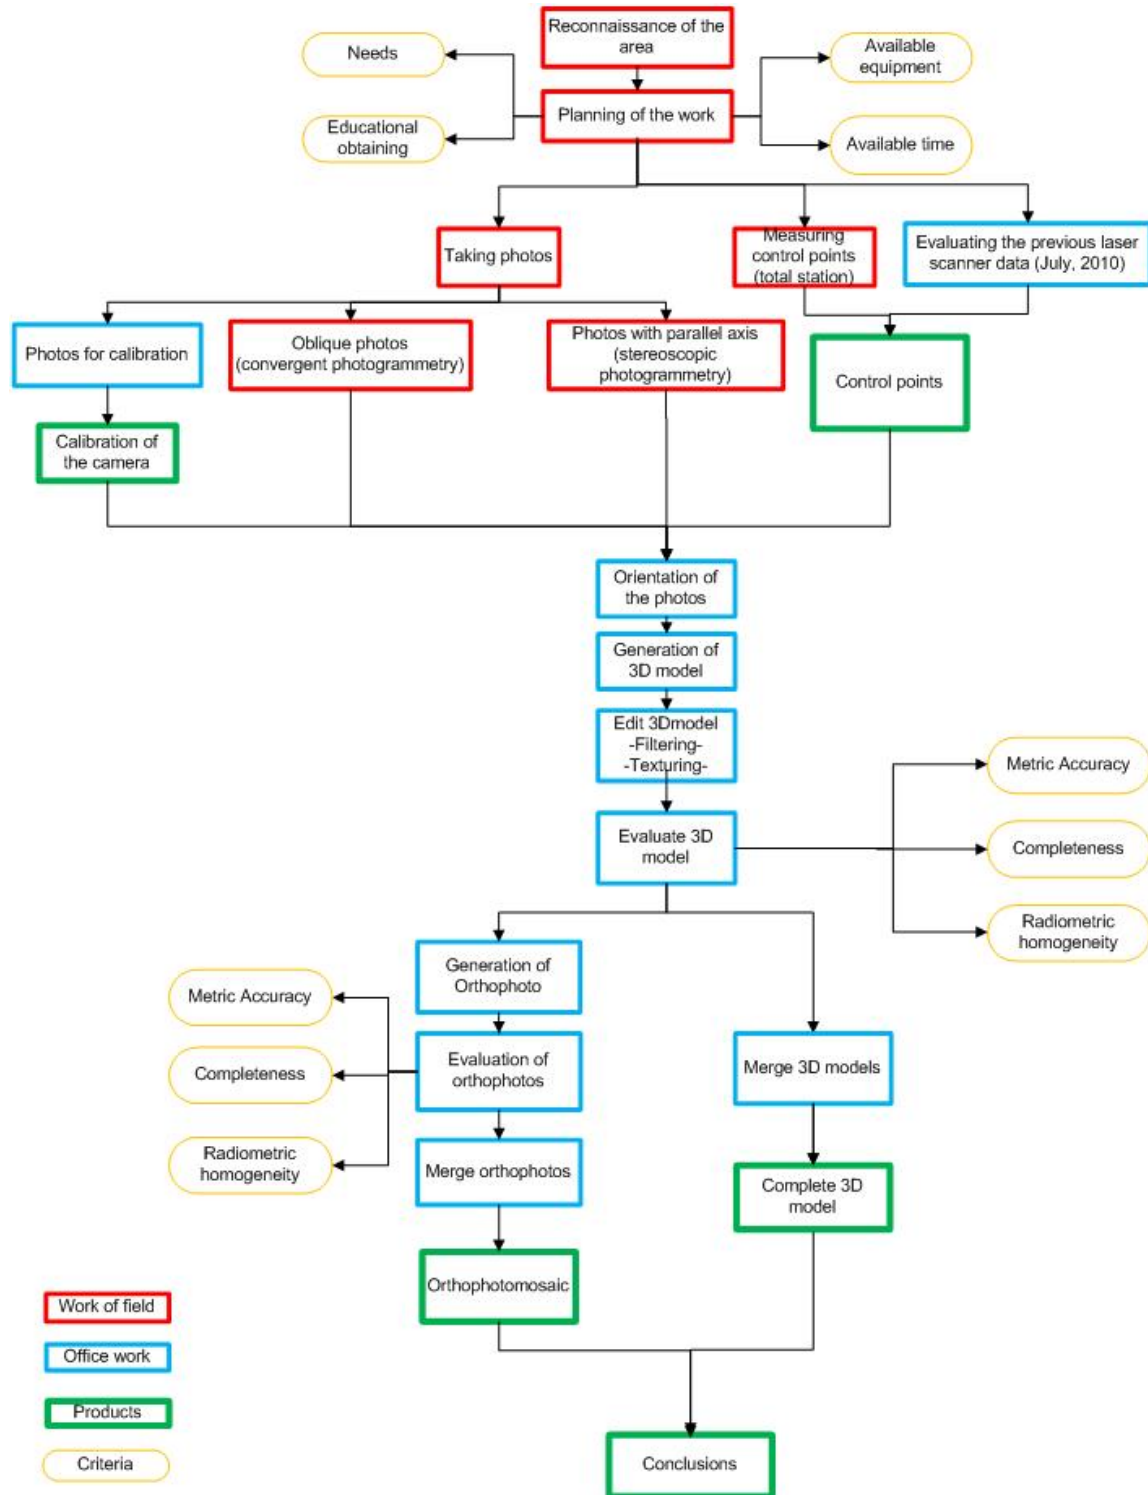 Reconnaissance of the
area
Needs
Available
equipment
Planning of the work
Educational
obtaining
Available time
Taking photos
Measuring
control points
(total station)
Evaluating the previous laser
scanner data (July, 2010)
Photos for calibration
Oblique photos
(convergent photogrammetry)
Photos with parallel axis
(stereoscopic
photogrammetry)
Control points
Calibration of
the camera
Orientation of
the photos
Generation of
3D model
Edit 3Dmodel
-Filtering-
-Texturing-
Metric Accuracy
Evaluate 3D
model
Completeness
Radiometric
homogeneity
Generation of
Orthophoto
Metric Accuracy
Evaluation of
orthophotos
Completeness
Merge 3D models
Radiometric
homogeneity
Merge orthophotos
Complete 3D
model
Orthophotomosaic
Work of field
Office work
Products
Criteria
Conclusions